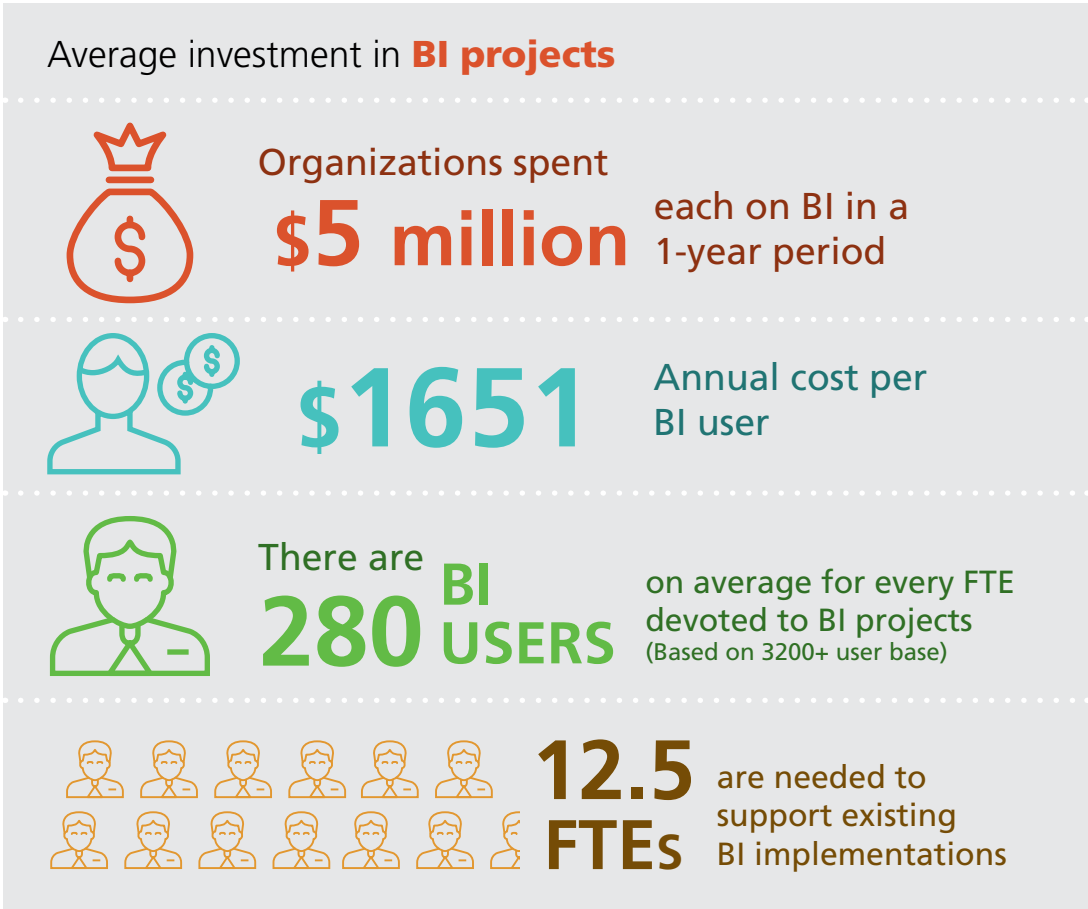 Average investment in BI projects
Organizations spent
$5 million
each on BI in a
1-year period
$1651
Annual cost per
BI user
There are
280 BI
USERS
on average for every FTE
devoted to BI projects
(Based on 3200+ user base)
12.5
FTEs
are needed to
support existing
BI implementations